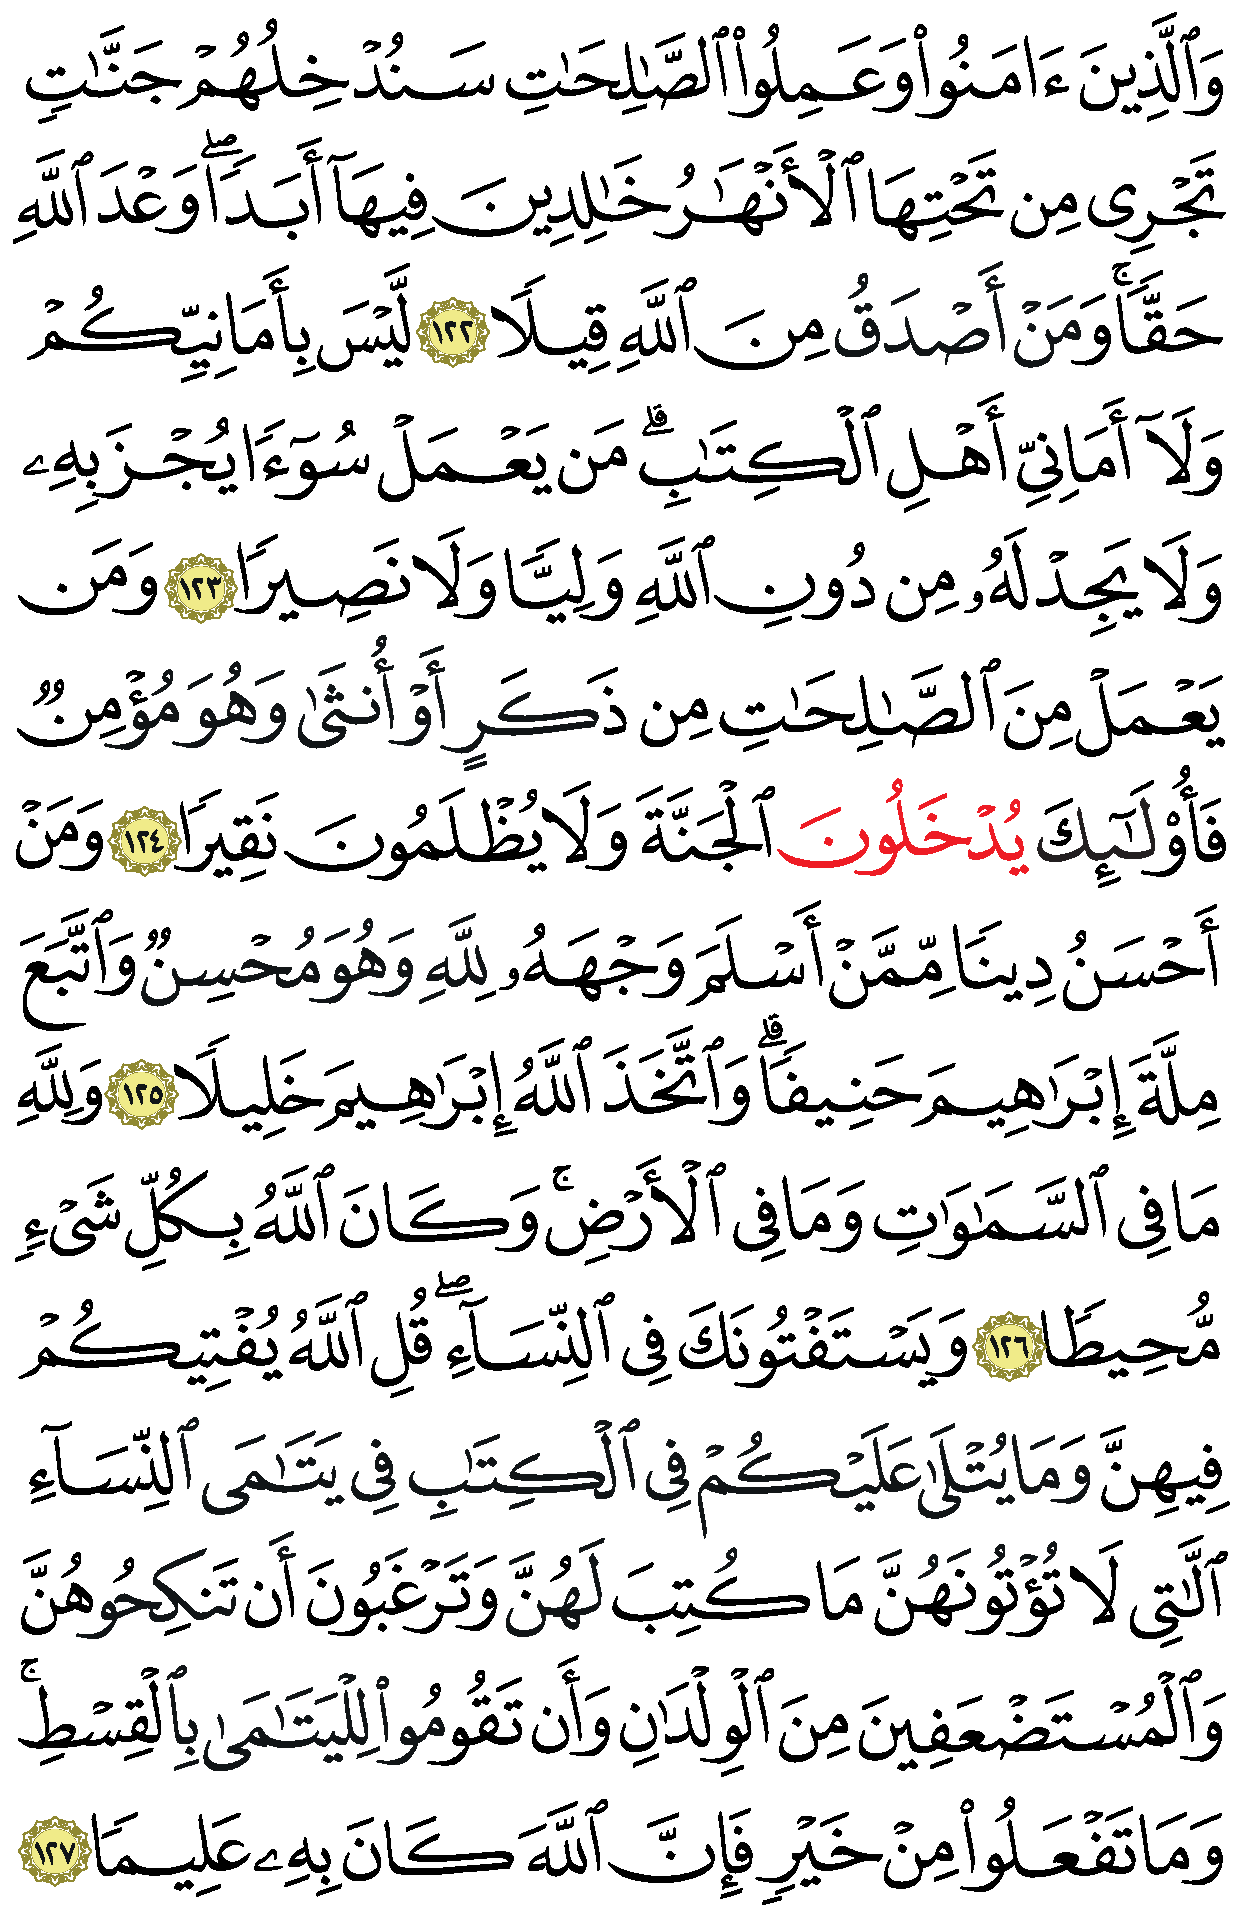 وَٱلَّذِينَ ءَامَنُوا۟ وَعَمِلُوا۟ ٱلصَّـٰلِحَـٰتِ سَنُدْخِلُهُمْ جَنَّـٰتٍ
تَجْرِى مِن تَحْتِهَا ٱلْأَنْهَـٰرُ خَـٰلِدِينَ فِيهَآ أَبَدًا ۖ وَعْدَ ٱللَّهِ
حَقًّا ۚ وَمَنْ أَصْدَقُ مِنَ ٱللَّهِ قِيلًا ١٢٢ لَّيْسَ بِأَمَانِيِّكُمْ
وَلَآ أَمَانِىِّ أَهْلِ ٱلْكِتَـٰبِ ۗ مَن يَعْمَلْ سُوٓءًا يُجْزَ بِهِۦ
وَلَا يَجِدْ لَهُۥ مِن دُونِ ٱللَّهِ وَلِيًّا وَلَا نَصِيرًا ١٢٣ وَمَن
يَعْمَلْ مِنَ ٱلصَّـٰلِحَـٰتِ مِن ذَكَرٍ أَوْ أُنثَىٰ وَهُوَ مُؤْمِنٌ
فَأُو۟لَـٰٓئِكَ يُدْخَلُونَ ٱلْجَنَّةَ وَلَا يُظْلَمُونَ نَقِيرًا ١٢٤ وَمَنْ
أَحْسَنُ دِينًا مِّمَّنْ أَسْلَمَ وَجْهَهُۥ لِلَّهِ وَهُوَ مُحْسِنٌ وَٱتَّبَعَ
مِلَّةَ إِبْرَٰهِيمَ حَنِيفًا ۗ وَٱتَّخَذَ ٱللَّهُ إِبْرَٰهِيمَ خَلِيلًا ١٢٥ وَلِلَّهِ
مَا فِى ٱلسَّمَـٰوَٰتِ وَمَا فِى ٱلْأَرْضِ ۚ وَكَانَ ٱللَّهُ بِكُلِّ شَىْءٍ
مُّحِيطًا ١٢٦ وَيَسْتَفْتُونَكَ فِى ٱلنِّسَآءِ ۖ قُلِ ٱللَّهُ يُفْتِيكُمْ
فِيهِنَّ وَمَا يُتْلَىٰ عَلَيْكُمْ فِى ٱلْكِتَـٰبِ فِى يَتَـٰمَى ٱلنِّسَآءِ
ٱلَّـٰتِى لَا تُؤْتُونَهُنَّ مَا كُتِبَ لَهُنَّ وَتَرْغَبُونَ أَن تَنكِحُوهُنَّ
وَٱلْمُسْتَضْعَفِينَ مِنَ ٱلْوِلْدَٰنِ وَأَن تَقُومُوا۟ لِلْيَتَـٰمَىٰ بِٱلْقِسْطِ ۚ
وَمَا تَفْعَلُوا۟ مِنْ خَيْرٍ فَإِنَّ ٱللَّهَ كَانَ بِهِۦ عَلِيمًا ١٢٧